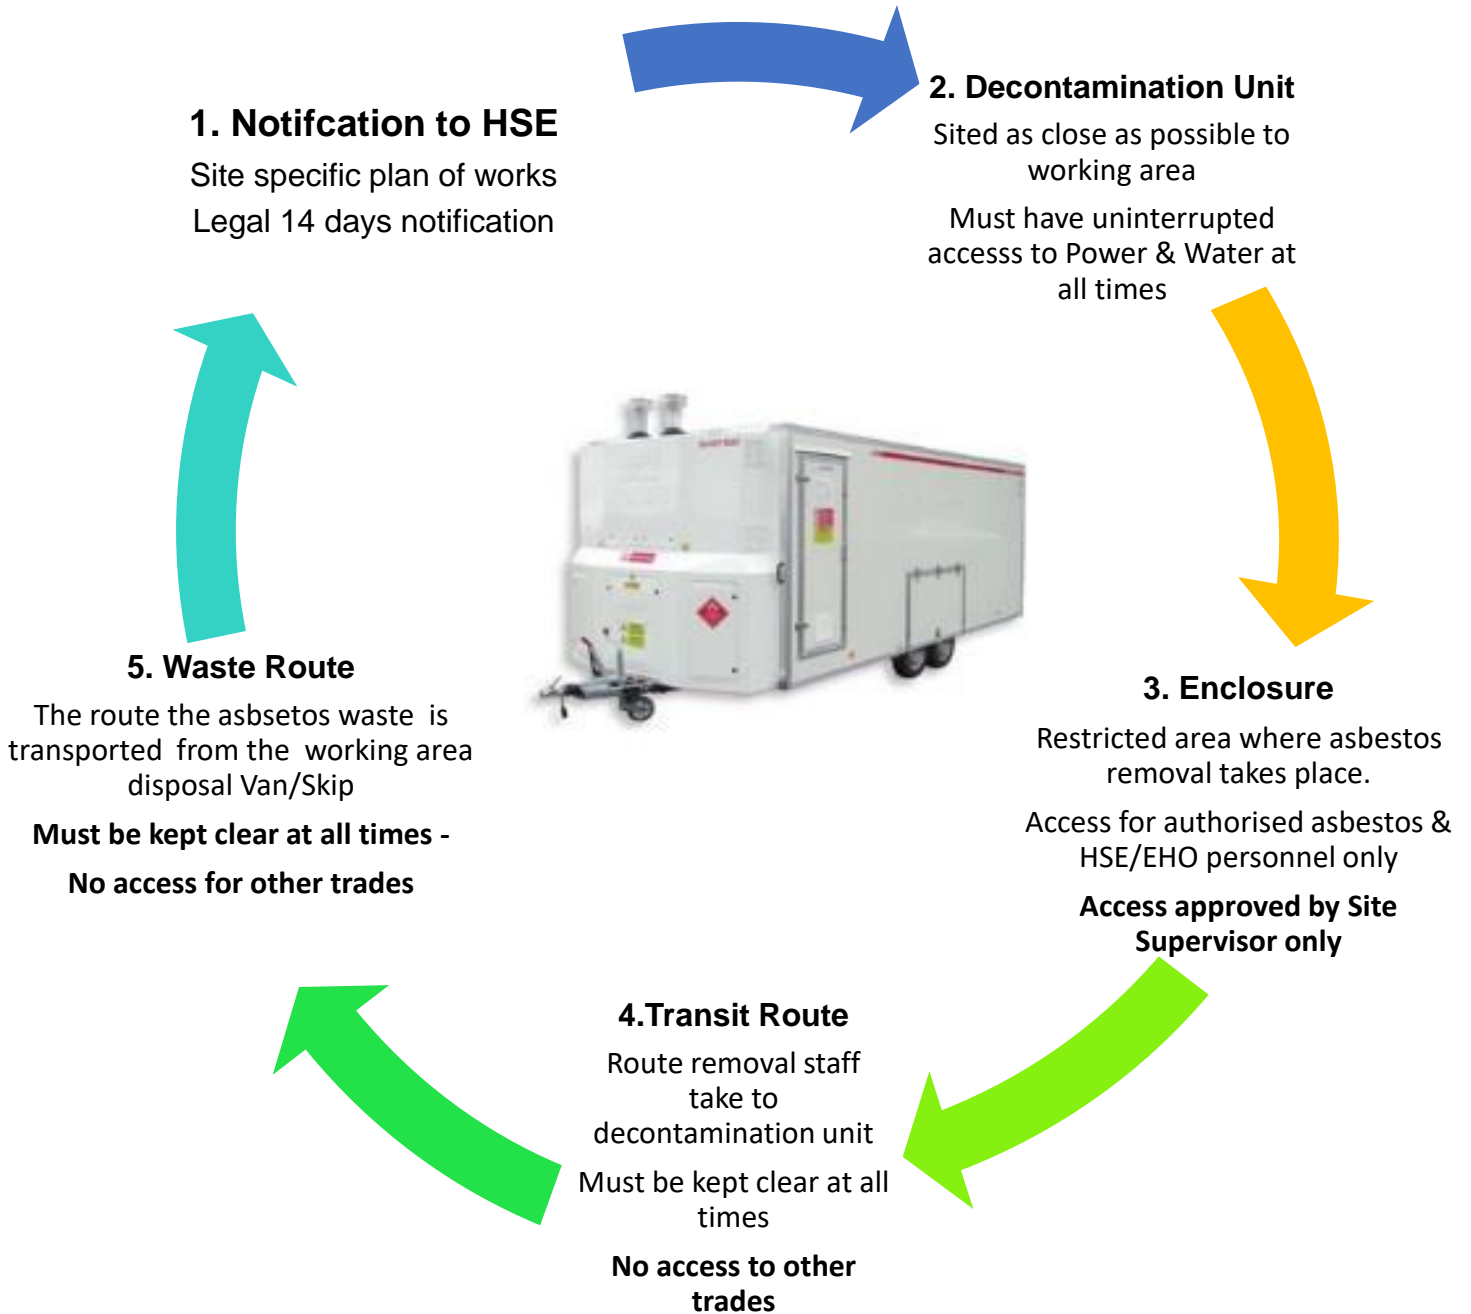 1. Notifcation to HSE
Site specific plan of works
Legal 14 days notification
2. Decontamination Unit
Sited as close as possible to
working area
Must have uninterrupted
accesss to Power & Water at
all times
3. Enclosure
Restricted area where asbestos
removal takes place.
Access for authorised asbestos &
HSE/EHO personnel only
Access approved by Site
Supervisor only
4.Transit Route
Route removal staff
take to
decontamination unit
Must be kept clear at all
times
No access to other
trades
5. Waste Route
The route the asbsetos waste  is
transported  from the  working area
disposal Van/Skip
Must be kept clear at all times -
No access for other trades